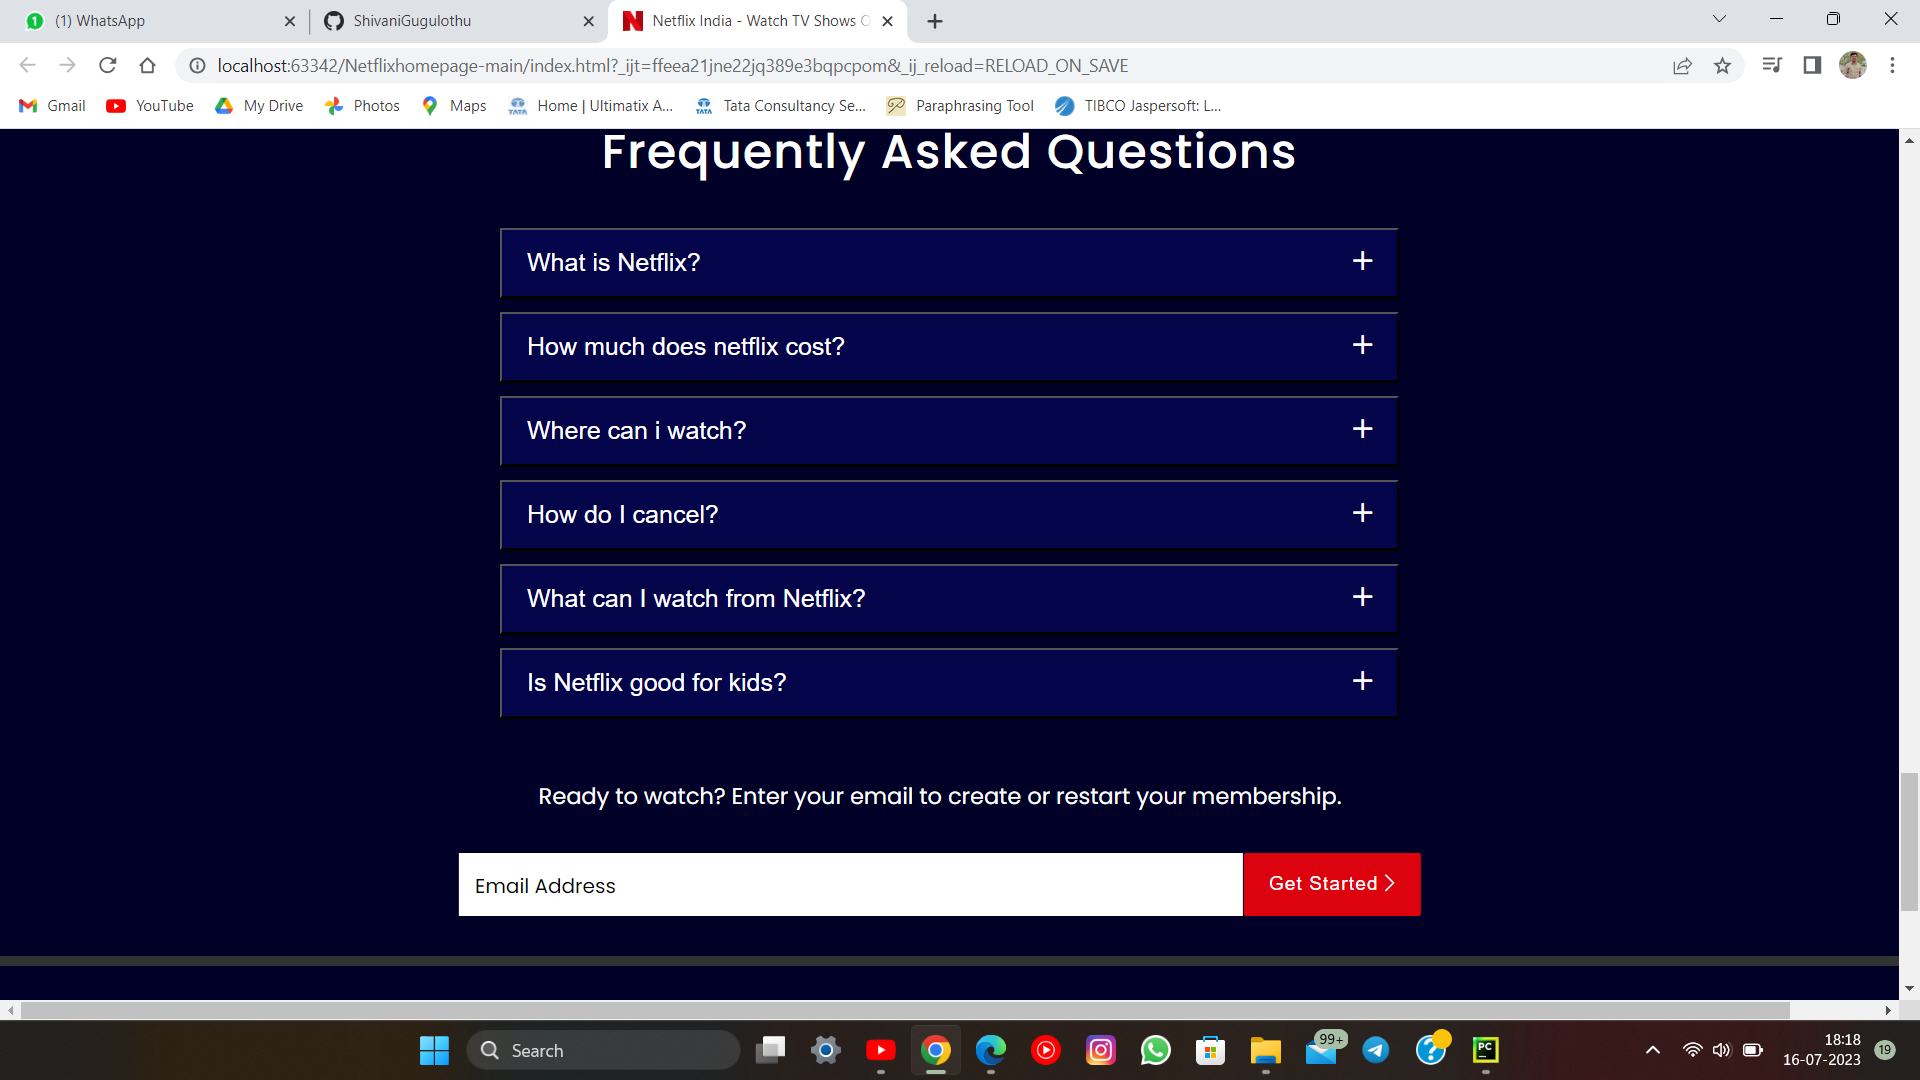 (1) WhatsApp
ShivaniGugulothu
Netflix India - Watch TV Shows O
localhost:63342/Netflixhomepage-main/index.html?_ijt=ffeea21jne22jq389e3bqpcpom&_ij_reload=RELOAD_ON_SAVE
Gmail YouTube My Drive Photos Maps Home | Ultimatix A... Tata Consultancy Se... Paraphrasing Tool TIBCO Jaspersoft: L...
Frequently Asked Questions
What is Netflix? +
How much does netflix cost? +
Where can i watch? +
How do I cancel? +
What can I watch from Netflix? +
Is Netflix good for kids? +
Ready to watch? Enter your email to create or restart your membership.
Email Address
Get Started >
Search
99+
PC
18:18
16-07-2023
19